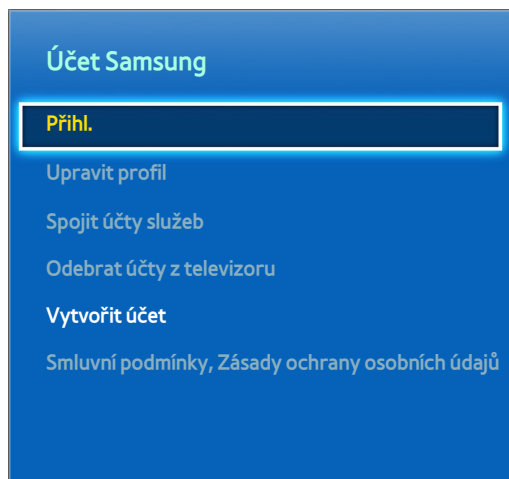 Účet Samsung
Přihl.
Upravit profil
Spojit účty služeb
Odebrat účty z televizoru
Vytvořit účet
Smluvní podmínky, Zásady ochrany osobních údajů